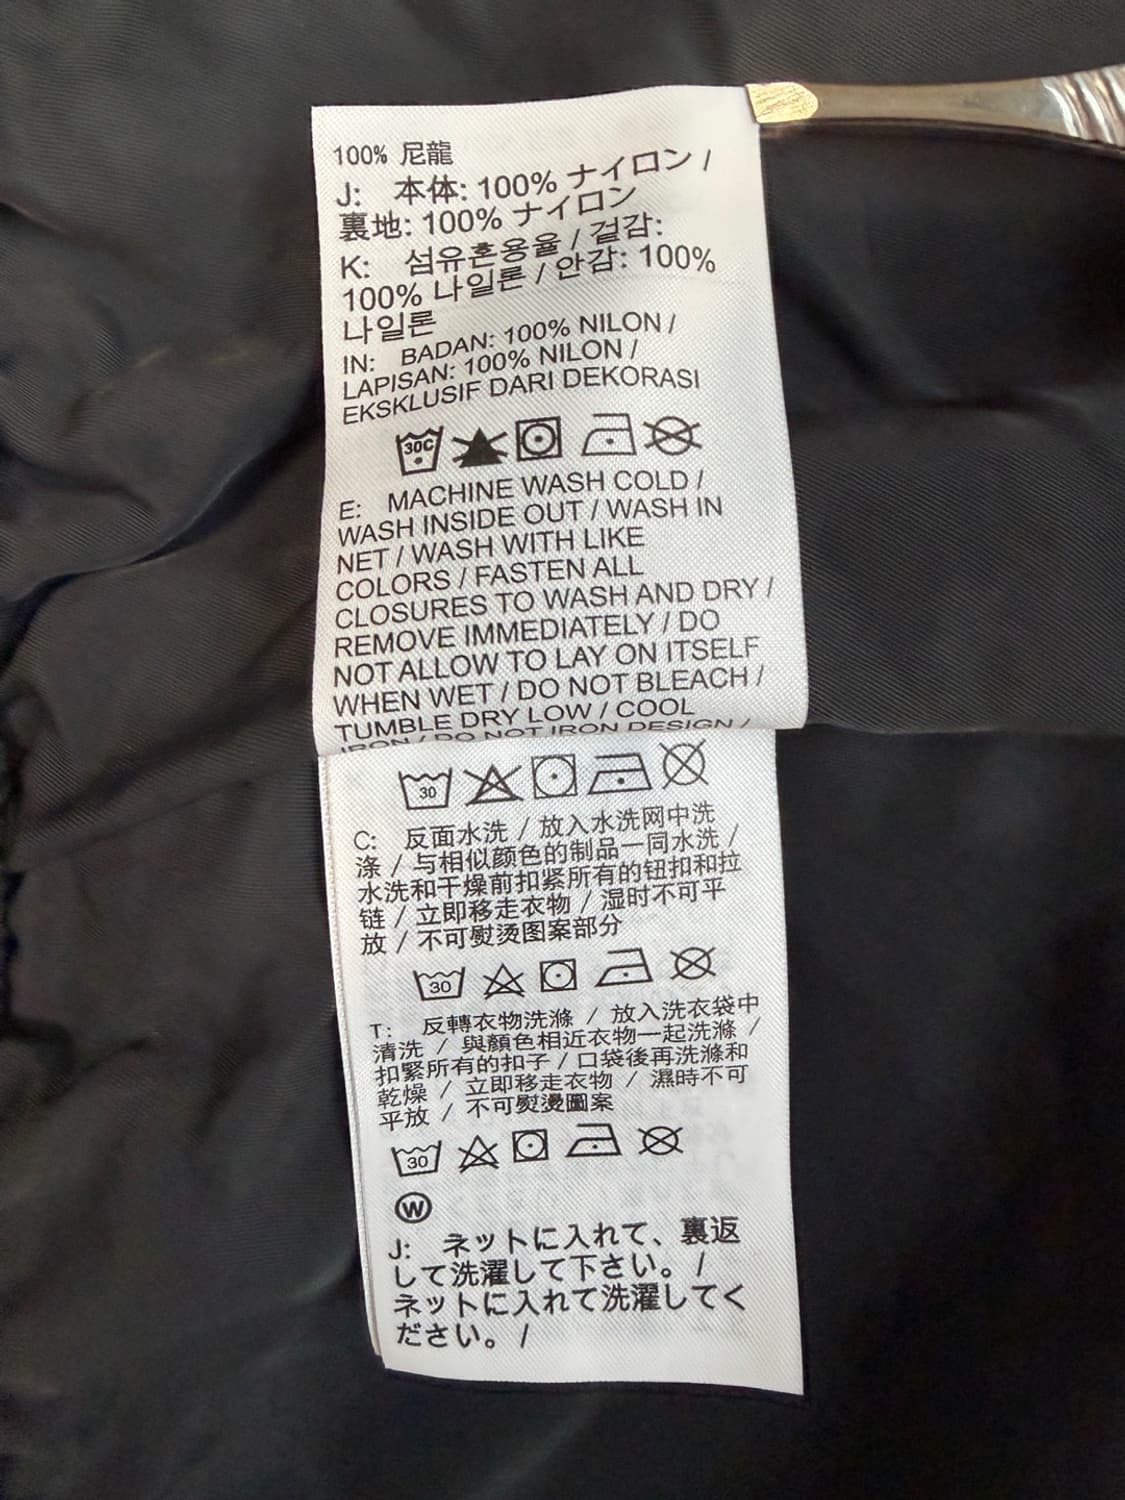 100% 尼龍
J: 本体: 100% ナイロン /
裏地: 100% ナイロン
K: 섬유혼용율 / 겉감:
100% 나일론 / 안감: 100%
나일론
IN: BADAN: 100% NILON /
LAPISAN: 100% NILON /
EKSKLUSIF DARI DEKORASI
30C
E: MACHINE WASH COLD /
WASH INSIDE OUT / WASH IN
NET / WASH WITH LIKE
COLORS / FASTEN ALL
CLOSURES TO WASH AND DRY /
REMOVE IMMEDIATELY / DO
NOT ALLOW TO LAY ON ITSELF
WHEN WET / DO NOT BLEACH /
TUMBLE DRY LOW / COOL
IRON / DO NOT IRON DESIGN /
30
C: 反面水洗 / 放入水洗网中洗
涤 / 与相似颜色的制品一同水洗 /
水洗和干燥前扣紧所有的钮扣和拉
链 / 立即移走衣物 / 湿时不可平
放 / 不可熨烫图案部分
30
T: 反轉衣物洗滌 / 放入洗衣袋中
清洗 / 與顏色相近衣物一起洗滌 /
扣緊所有的扣子 / 口袋後再洗滌和
乾燥 / 立即移走衣物 / 濕時不可
平放 / 不可熨燙圖案
30
W
J: ネットに入れて、裏返
して洗濯して下さい。 /
ネットに入れて洗濯してく
ださい。 /